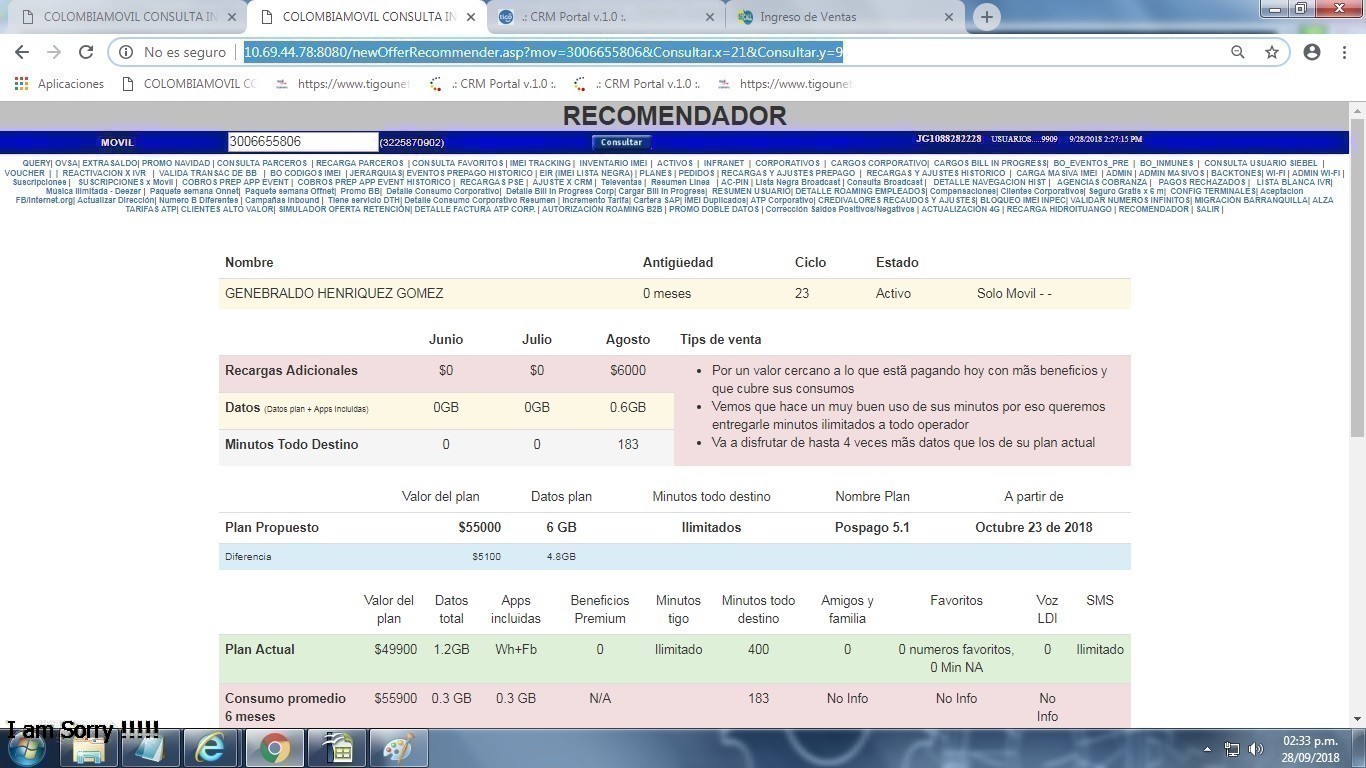 COLOMBIAMOVIL CONSULTA IN
COLOMBIAMOVIL CONSULTA IN
.: CRM Portal v.1.0 :.
Ingreso de Ventas
No es seguro | 10.69.44.78:8080/newOfferRecommender.asp?mov=3006655806&Consultar.x=21&Consultar.y=9
Aplicaciones COLOMBIAMOVIL CO https://www.tigoune .: CRM Portal v.1.0 :. .: CRM Portal v.1.0 :. https://www.tigoune
RECOMENDADOR
MOVIL 3006655806 (3225870902) Consultar JG1088282228 USUARIOS.....9909 9/28/2018 2:27:15 PM
QUERY| OVSA| EXTRASALDO| PROMO NAVIDAD | CONSULTA PARCEROS | RECARGA PARCEROS | CONSULTA FAVORITOS | IMEI TRACKING | INVENTARIO IMEI | ACTIVOS | INFRANET | CORPORATIVOS | CARGOS CORPORATIVO| CARGOS BILL IN PROGRESS| BO_EVENTOS_PRE | BO_INMUNES | CONSULTA USUARIO SIEBEL |
VOUCHER | | REACTIVACION X IVR | VALIDA TRANSAC DE BB | BO CODIGOS IMEI | JERARQUIAS| EVENTOS PREPAGO HISTORICO | EIR (IMEI LISTA NEGRA) | PLANES | PEDIDOS | RECARGAS Y AJUSTES PREPAGO | RECARGAS Y AJUSTES HISTORICO | CARGA MASIVA IMEI | ADMIN | ADMIN MASIVOS | BACKTONES| WI-FI | ADMIN WI-FI |
Suscripciones | SUSCRIPCIONES x Movil | COBROS PREP APP EVENT | COBROS PREP APP EVENT HISTORICO | RECARGAS PSE | AJUSTE X CRM | Televentas | Resumen Linea | AC-PIN | Lista Negra Broadcast | Consulta Broadcast | DETALLE NAVEGACION HIST | AGENCIAS COBRANZA | PAGOS RECHAZADOS | LISTA BLANCA IVR|
Musica Ilimitada - Deezer | Paquete semana Onnet| Paquete semana Offnet| Promo BB| Detalle Consumo Corporativo| Detalle Bill In Progress Corp| Cargar Bill In Progress| RESUMEN USUARIO| DETALLE ROAMING EMPLEADOS| Compensaciones| Clientes Corporativos| Seguro Gratis x 6 m| CONFIG TERMINALES| Aceptacion
FB/Internet.org| Actualizar Dirección| Numero B Diferentes | Campañas Inbound | Tiene servicio DTH| Detalle Consumo Corporativo Resumen | Incremento Tarifa| Cartera SAP| IMEI Duplicados| ATP Corporativo| CREDIVALORES RECAUDOS Y AJUSTES| BLOQUEO IMEI INPEC| VALIDAR NUMEROS INFINITOS| MIGRACIÓN BARRANQUILLA| ALZA
TARIFAS ATP| CLIENTES ALTO VALOR| SIMULADOR OFERTA RETENCIÓN| DETALLE FACTURA ATP CORP. | AUTORIZACIÓN ROAMING B2B | PROMO DOBLE DATOS | Corrección Saldos Positivos/Negativos | ACTUALIZACIÓN 4G | RECARGA HIDROITUANGO | RECOMENDADOR | SALIR |
Nombre Antigüedad Ciclo Estado
GENEBRALDO HENRIQUEZ GOMEZ 0 meses 23 Activo Solo Movil - -
Junio Julio Agosto Tips de venta
Recargas Adicionales $0 $0 $6000
Datos (Datos plan + Apps incluidas) 0GB 0GB 0.6GB
Minutos Todo Destino 0 0 183
• Por un valor cercano a lo que estã pagando hoy con mãs beneficios y
que cubre sus consumos
• Vemos que hace un muy buen uso de sus minutos por eso queremos
entregarle minutos ilimitados a todo operador
• Va a disfrutar de hasta 4 veces mãs datos que los de su plan actual
Valor del plan Datos plan Minutos todo destino Nombre Plan A partir de
Plan Propuesto $55000 6 GB Ilimitados Pospago 5.1 Octubre 23 de 2018
Diferencia $5100 4.8GB
Valor del Datos Apps Beneficios Minutos Minutos todo Amigos y Favoritos Voz SMS
plan total incluidas Premium tigo destino familia LDI
Plan Actual $49900 1.2GB Wh+Fb 0 Ilimitado 400 0 0 numeros favoritos, 0 Ilimitado
0 Min NA
Consumo promedio $55900 0.3 GB 0.3 GB N/A 183 No Info No Info No
6 meses Info
I am Sorry !!!!!
02:33 p.m.
28/09/2018